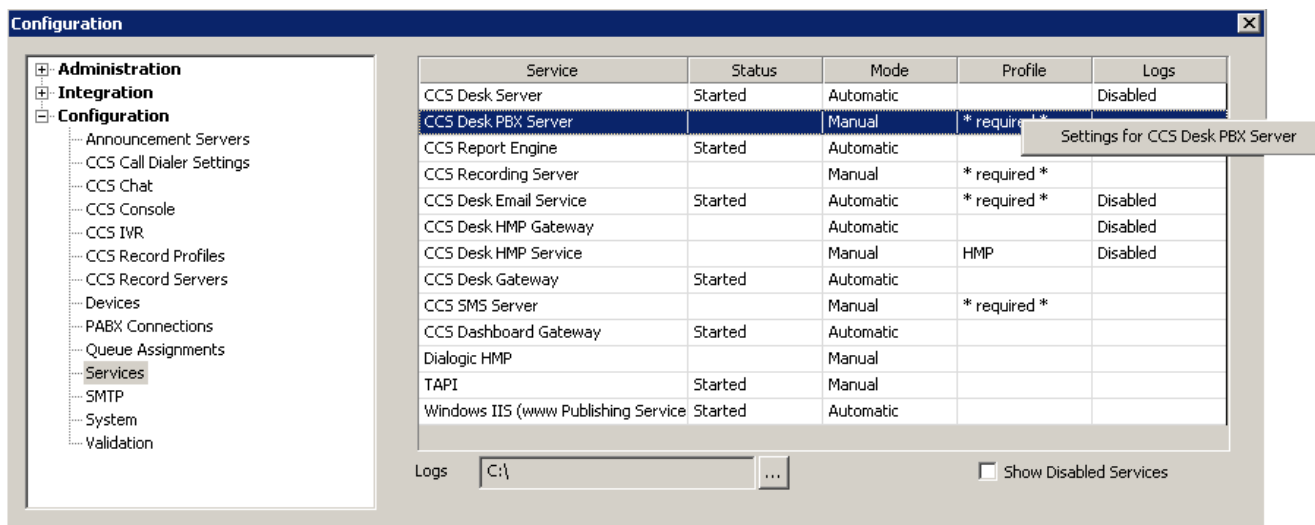 Configuration
Administration
Integration
Configuration
Announcement Servers
CCS Call Dialer Settings
CCS Chat
CCS Console
CCS IVR
CCS Record Profiles
CCS Record Servers
Devices
PABX Connections
Queue Assignments
Services
SMTP
System
Validation
Service Status Mode Profile Logs
CCS Desk Server Started Automatic Disabled
CCS Desk PBX Server Manual * required *
Settings for CCS Desk PBX Server
CCS Report Engine Started Automatic
CCS Recording Server Manual * required *
CCS Desk Email Service Started Automatic * required * Disabled
CCS Desk HMP Gateway Automatic Disabled
CCS Desk HMP Service Manual HMP Disabled
CCS Desk Gateway Started Automatic
CCS SMS Server Manual * required *
CCS Dashboard Gateway Started Automatic
Dialogic HMP Manual
TAPI Started Manual
Windows IIS (www Publishing Service Started Automatic
Logs C:\ ... Show Disabled Services